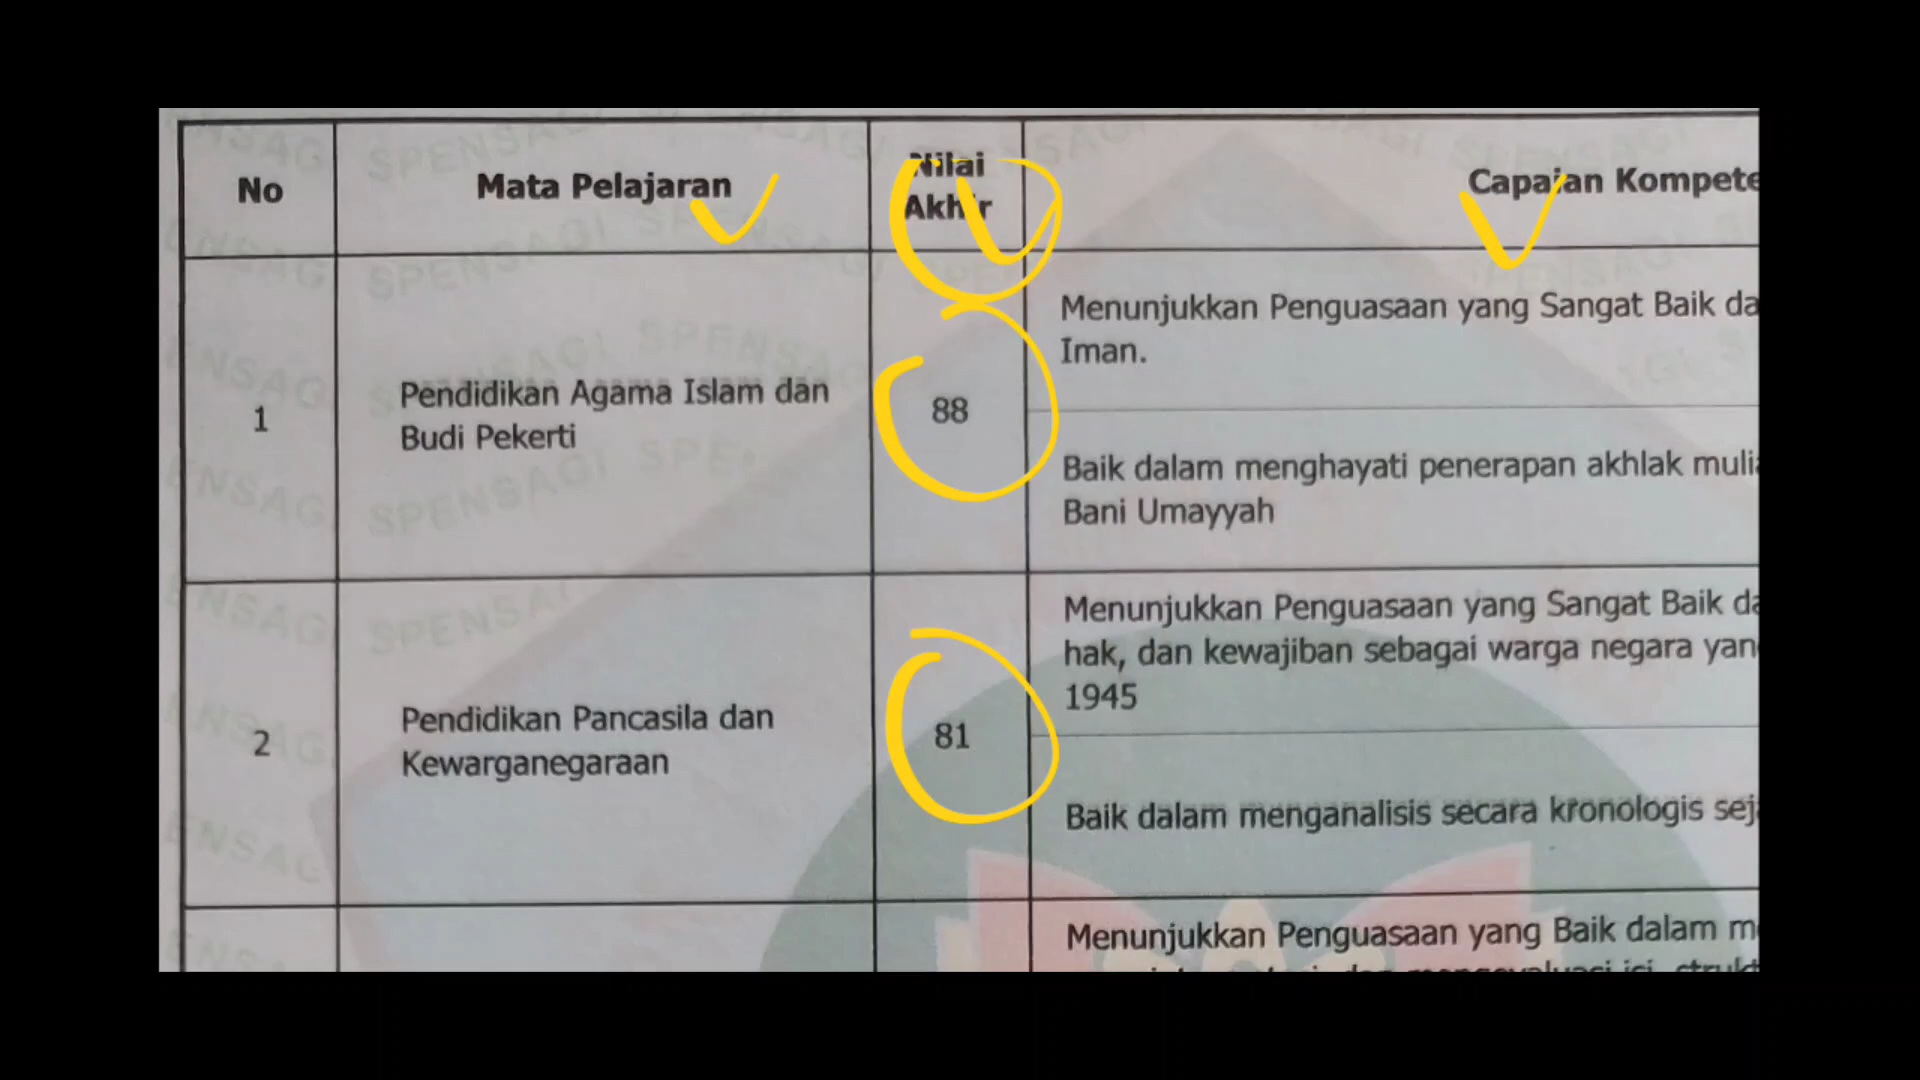 No
Mata Pelajaran
Nilai
Akhir
Capaian Kompete
1
Pendidikan Agama Islam dan
Budi Pekerti
88
Menunjukkan Penguasaan yang Sangat Baik da
Iman.
Baik dalam menghayati penerapan akhlak mulia
Bani Umayyah
2
Pendidikan Pancasila dan
Kewarganegaraan
81
Menunjukkan Penguasaan yang Sangat Baik da
hak, dan kewajiban sebagai warga negara yan
1945
Baik dalam menganalisis secara kronologis sej
Menunjukkan Penguasaan yang Baik dalam m
SPENSAGI SPENSAGI